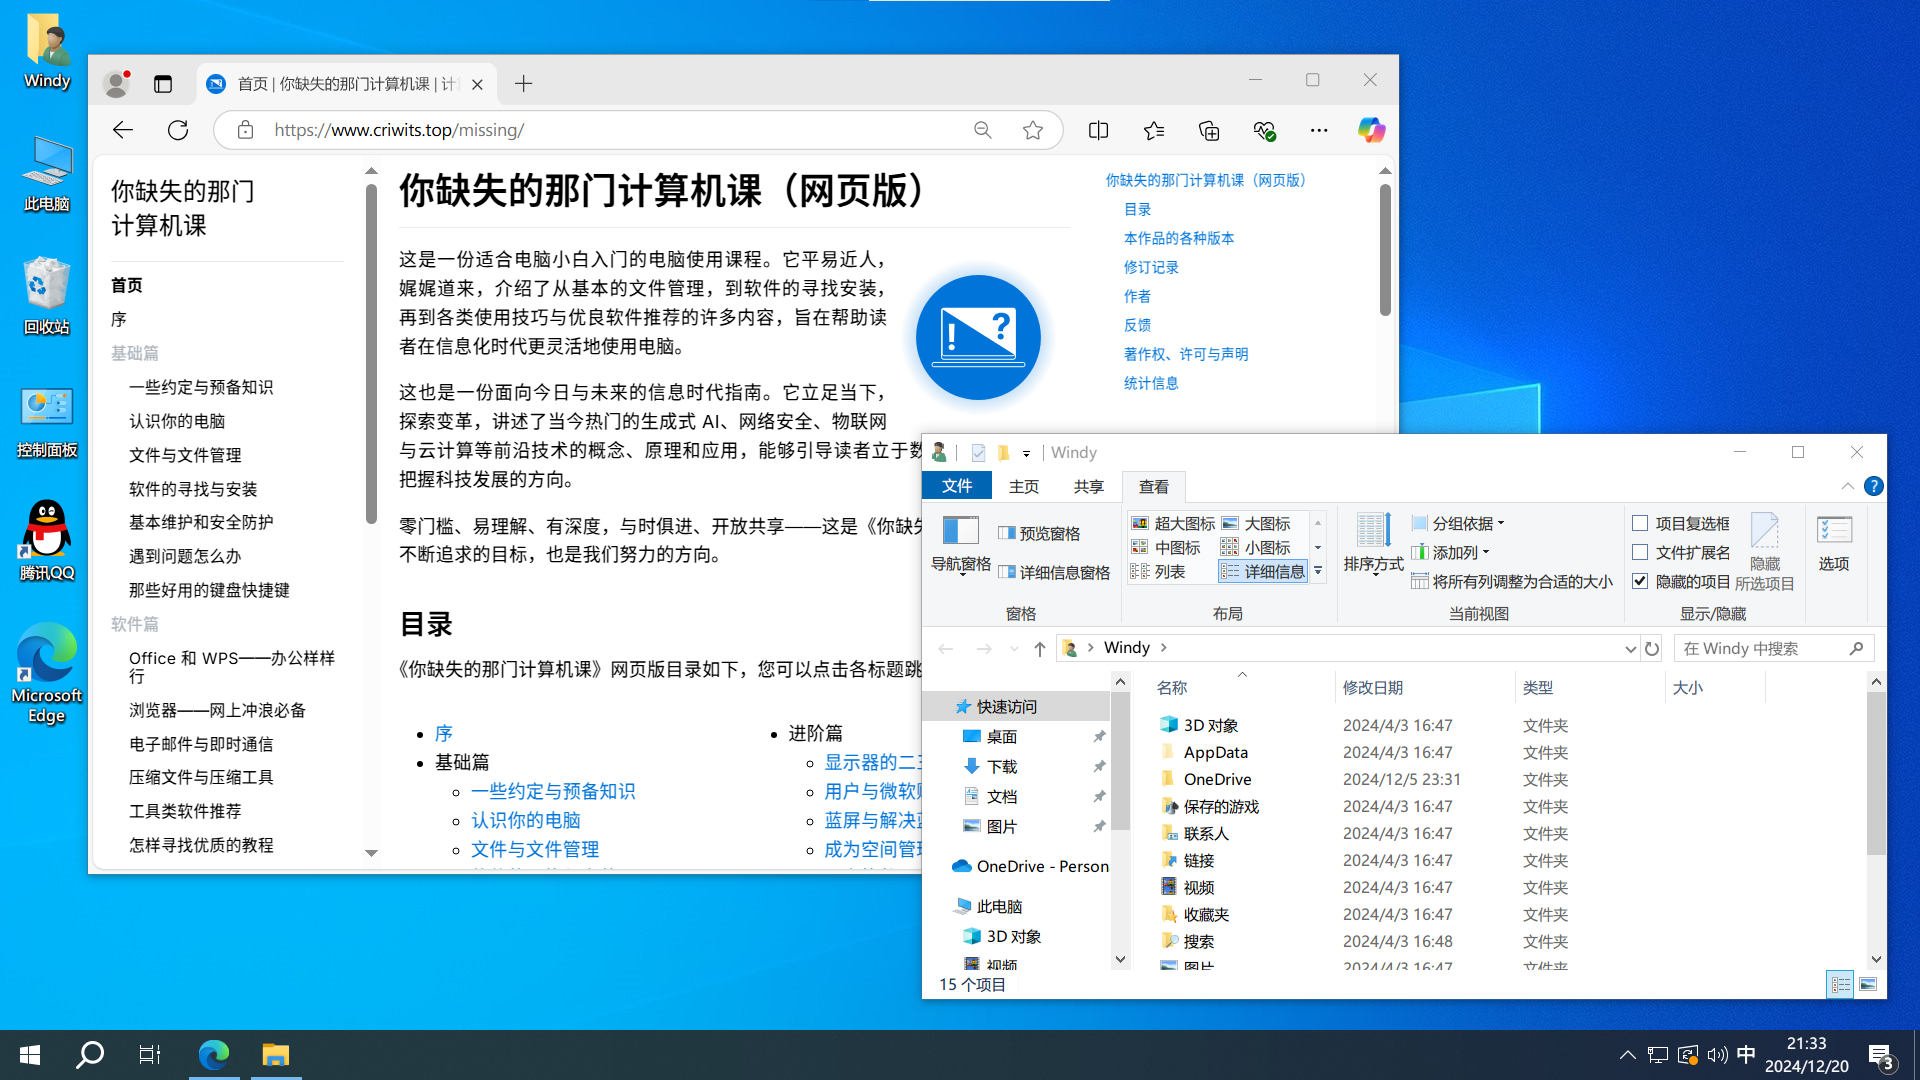 Windy
此电脑
回收站
控制面板
腾讯QQ
Microsoft
Edge
首页 | 你缺失的那门计算机课 | 计
https://www.criwits.top/missing/
你缺失的那门
计算机课
首页
序
基础篇
一些约定与预备知识
认识你的电脑
文件与文件管理
软件的寻找与安装
基本维护和安全防护
遇到问题怎么办
那些好用的键盘快捷键
软件篇
Office 和 WPS——办公样样
行
浏览器——网上冲浪必备
电子邮件与即时通信
压缩文件与压缩工具
工具类软件推荐
怎样寻找优质的教程
你缺失的那门计算机课（网页版）
这是一份适合电脑小白入门的电脑使用课程。它平易近人，
娓娓道来，介绍了从基本的文件管理，到软件的寻找安装，
再到各类使用技巧与优良软件推荐的许多内容，旨在帮助读
者在信息化时代更灵活地使用电脑。
这也是一份面向今日与未来的信息时代指南。它立足当下，
探索变革，讲述了当今热门的生成式 AI、网络安全、物联网
与云计算等前沿技术的概念、原理和应用，能够引导读者立于数
把握科技发展的方向。
零门槛、易理解、有深度，与时俱进、开放共享——这是《你缺失
不断追求的目标，也是我们努力的方向。
目录
《你缺失的那门计算机课》网页版目录如下，您可以点击各标题跳
序
基础篇
一些约定与预备知识
认识你的电脑
文件与文件管理
进阶篇
显示器的二三
用户与微软账
蓝屏与解决蓝
成为空间管理
你缺失的那门计算机课（网页版）
目录
本作品的各种版本
修订记录
作者
反馈
著作权、许可与声明
统计信息
! ?
Windy
文件 主页 共享 查看
导航窗格
预览窗格
详细信息窗格
窗格
超大图标 大图标
中图标 小图标
列表 详细信息
布局
排序方式
分组依据
添加列
将所有列调整为合适的大小
当前视图
项目复选框
文件扩展名
隐藏的项目
隐藏
所选项目
显示/隐藏
选项
Windy
在 Windy 中搜索
快速访问
桌面
下载
文档
图片
OneDrive - Person
此电脑
3D 对象
视频
名称 修改日期 类型 大小
3D 对象 2024/4/3 16:47 文件夹
AppData 2024/4/3 16:47 文件夹
OneDrive 2024/12/5 23:31 文件夹
保存的游戏 2024/4/3 16:47 文件夹
联系人 2024/4/3 16:47 文件夹
链接 2024/4/3 16:47 文件夹
视频 2024/4/3 16:47 文件夹
收藏夹 2024/4/3 16:47 文件夹
搜索 2024/4/3 16:48 文件夹
图片 2024/4/3 16:47 文件夹
15 个项目
中
21:33
2024/12/20
3